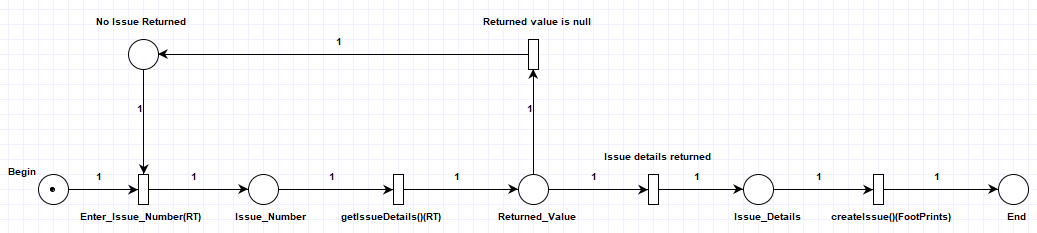 No Issue Returned
Returned value is null
1
1
1
Issue details returned
Begin
1
1
1
1
1
1
1
1
Enter_Issue_Number(RT)
Issue_Number
getIssueDetails()(RT)
Returned_Value
Issue_Details
createIssue()(FootPrints)
End